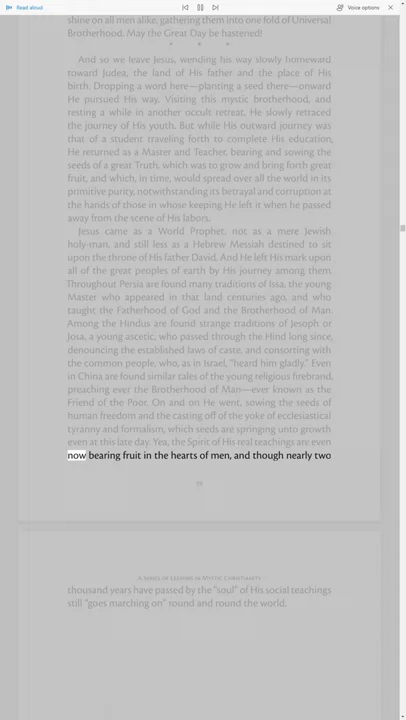 Read aloud
Voice options
shine on all men alike, gathering them into one fold of Universal
Brotherhood. May the Great Day be hastened!
* * *
And so we leave Jesus, wending his way slowly homeward
toward Judea, the land of His father and the place of His
birth. Dropping a word here—planting a seed there—onward
He pursued His way. Visiting this mystic brotherhood, and
resting a while in another occult retreat, He slowly retraced
the journey of His youth. But while His outward journey was
that of a student traveling forth to complete His education,
He returned as a Master and Teacher, bearing and sowing the
seeds of a great Truth, which was to grow and bring forth great
fruit, and which, in time, would spread over all the world in its
primitive purity, notwithstanding its betrayal and corruption at
the hands of those in whose keeping He left it when he passed
away from the scene of His labors.
Jesus came as a World Prophet, not as a mere Jewish
holy-man, and still less as a Hebrew Messiah destined to sit
upon the throne of His father David. And He left His mark upon
all of the great peoples of earth by His journey among them.
Throughout Persia are found many traditions of Issa, the young
Master who appeared in that land centuries ago, and who
taught the Fatherhood of God and the Brotherhood of Man.
Among the Hindus are found strange traditions of Jesoph or
Josa, a young ascetic, who passed through the Hind long since,
denouncing the established laws of caste, and consorting with
the common people, who, as in Israel, "heard him gladly." Even
in China are found similar tales of the young religious firebrand,
preaching ever the Brotherhood of Man—ever known as the
Friend of the Poor. On and on He went, sowing the seeds of
human freedom and the casting off of the yoke of ecclesiastical
tyranny and formalism, which seeds are springing unto growth
even at this late day. Yea, the Spirit of His real teachings are even
now bearing fruit in the hearts of men, and though nearly two
A Series of Lessons in Mystic Christianity
thousand years have passed by the "soul" of His social teachings
still "goes marching on" round and round the world.